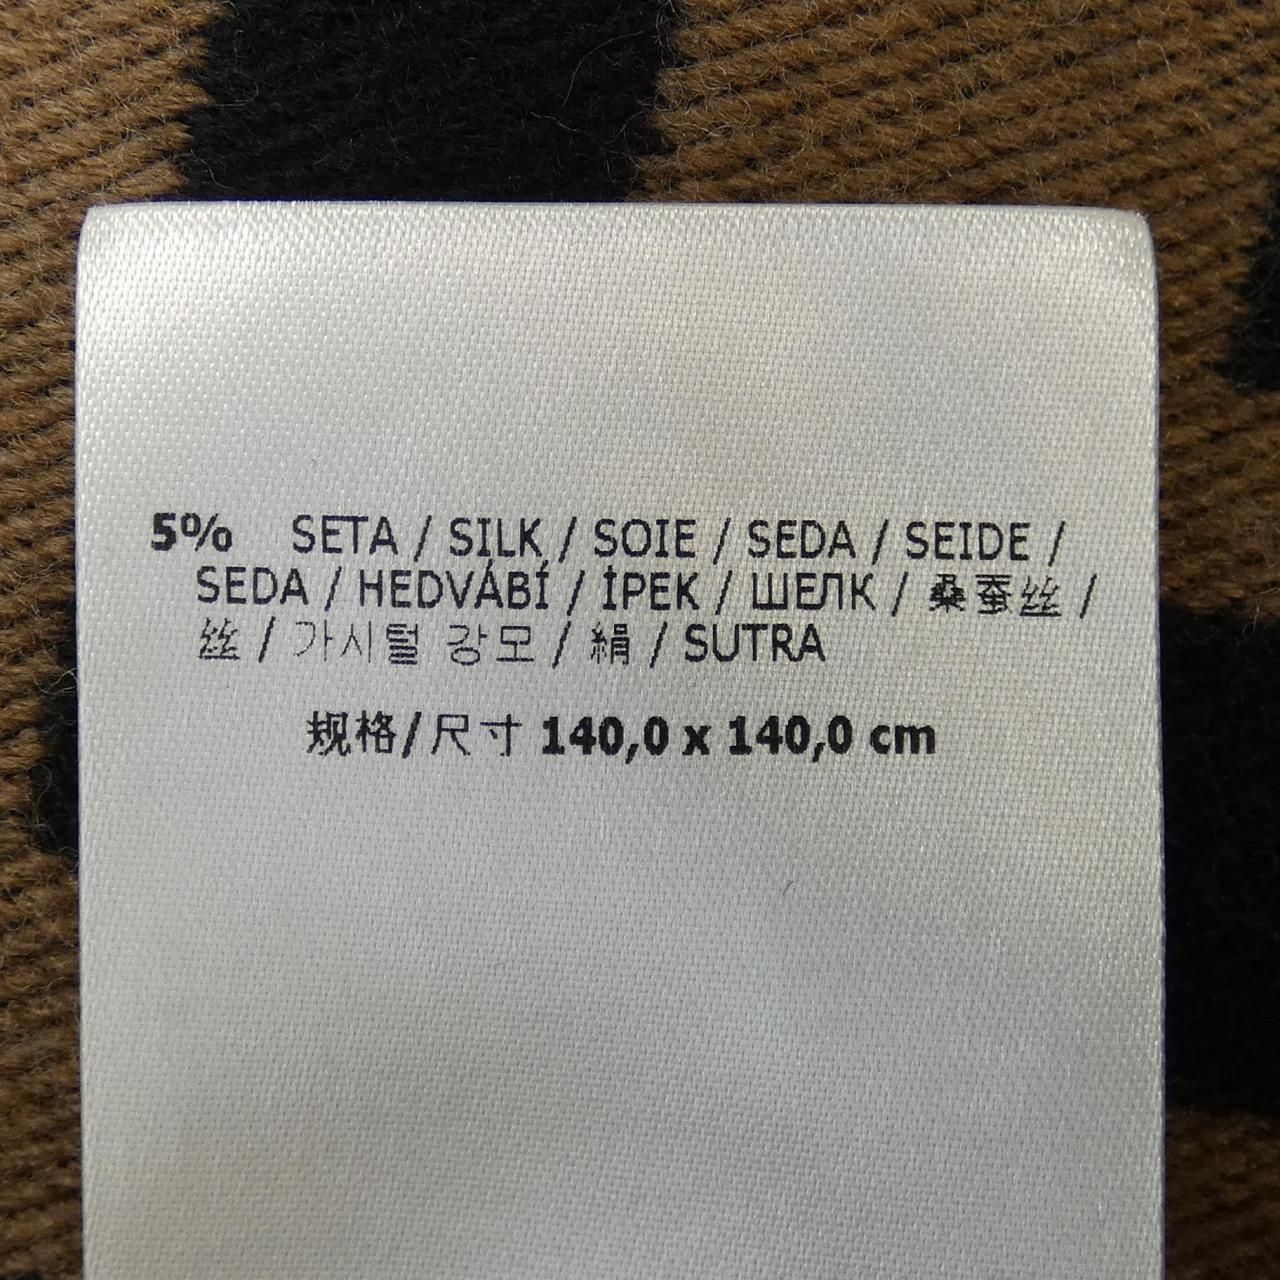 5% SETA / SILK / SOIE / SEDA / SEIDE /
SEDA / HEDVÁBÍ / İPEK / ШЕЛК / 桑蚕丝 /
丝 / 가시털 강모 / 絹 / SUTRA
规格/尺寸 140,0 x 140,0 cm